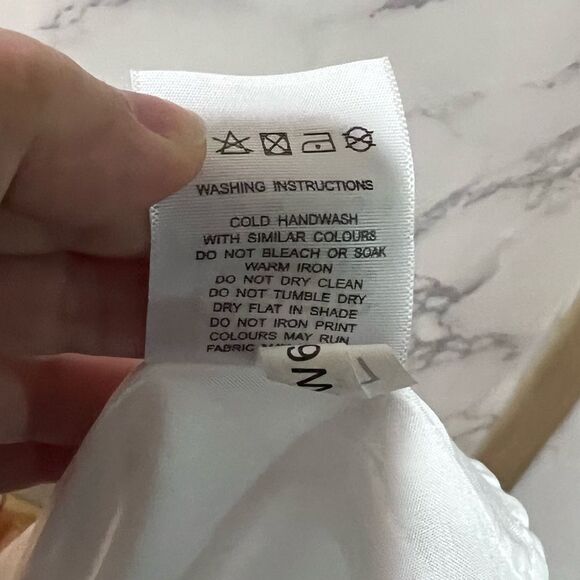 WASHING INSTRUCTIONS
COLD HANDWASH
WITH SIMILAR COLOURS
DO NOT BLEACH OR SOAK
WARM IRON
DO NOT DRY CLEAN
DO NOT TUMBLE DRY
DRY FLAT IN SHADE
DO NOT IRON PRINT
COLOURS MAY RUN
FABRIC